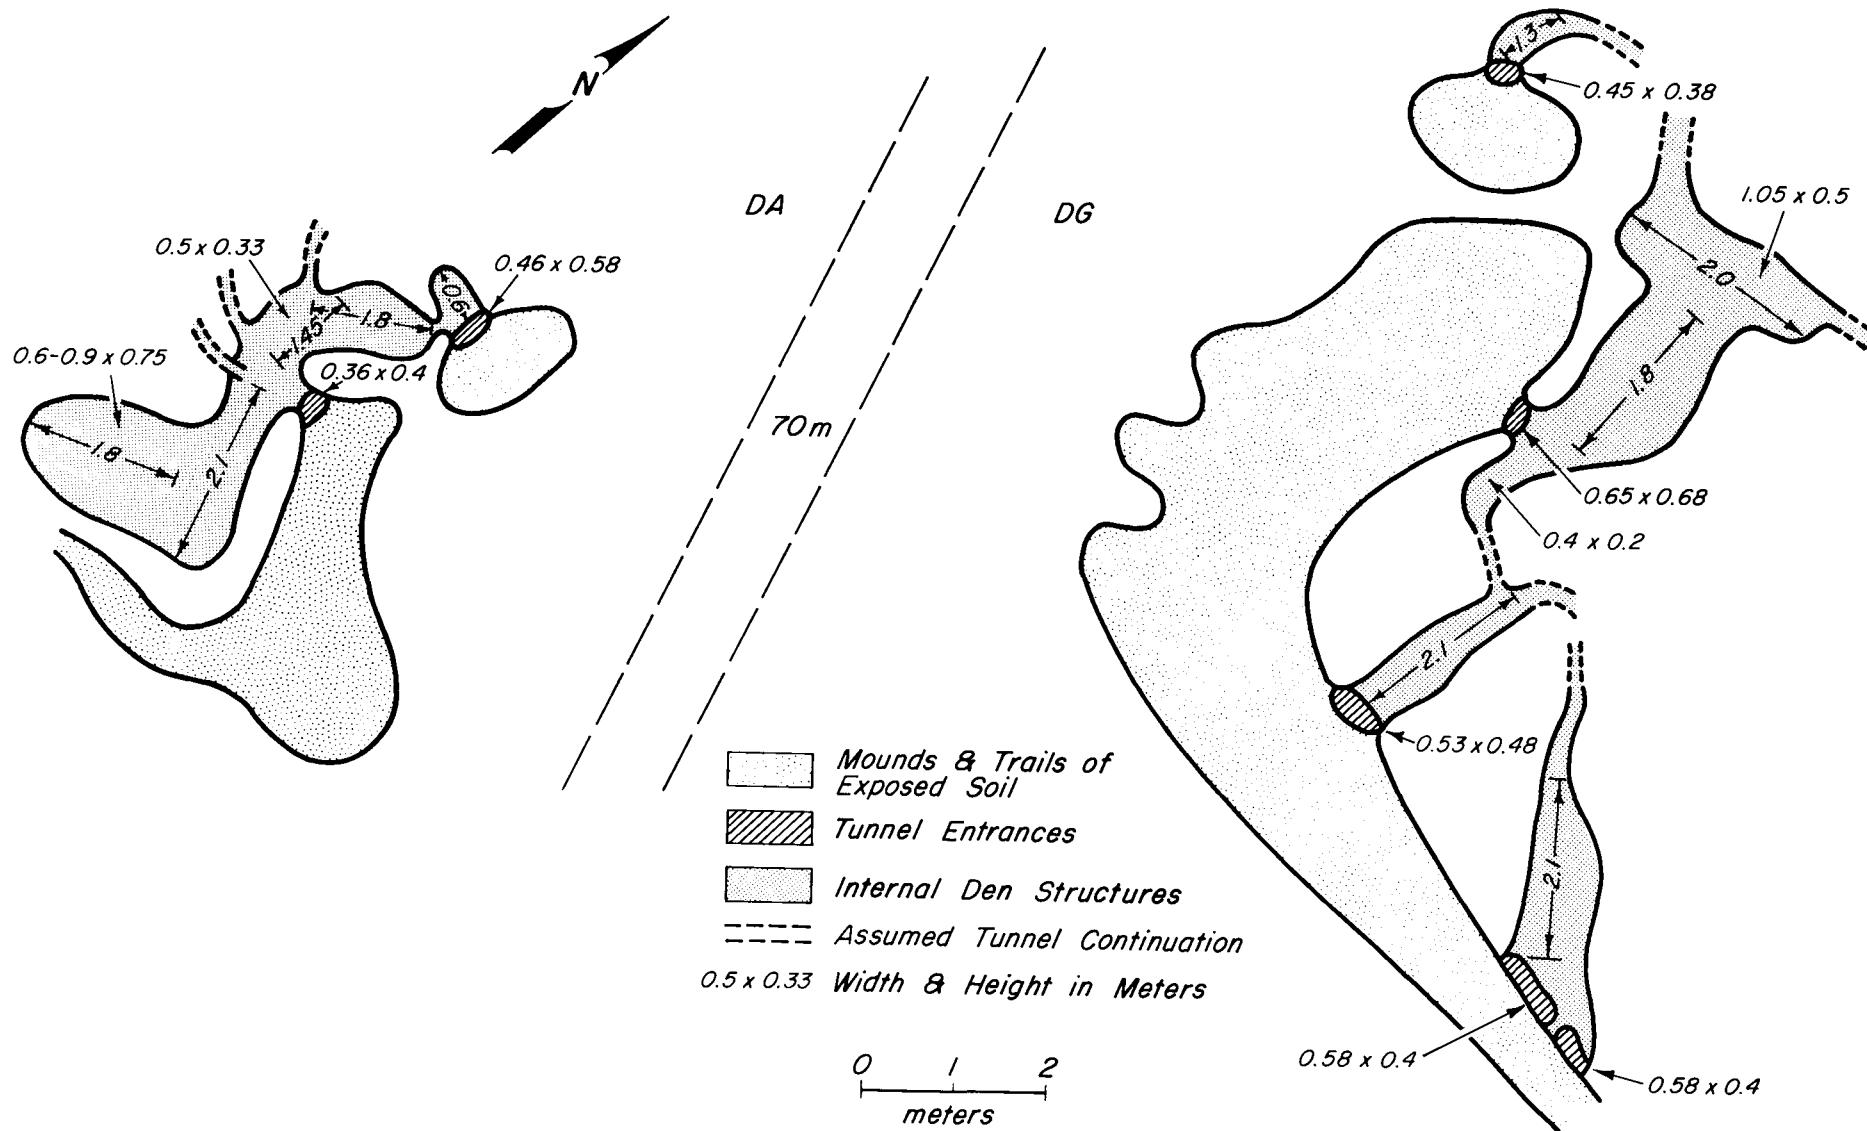 N
1.3
0.45 x 0.38
DA
DG
1.05 x 0.5
0.5 x 0.33
0.46 x 0.58
2.0
0.6
1.45
1.8
0.6-0.9 x 0.75
0.36 x 0.4
1.8
1.8
2.1
70m
0.65 x 0.68
0.4 x 0.2
2.1
0.53 x 0.48
Mounds & Trails of
Exposed Soil
Tunnel Entrances
2.1
Internal Den Structures
Assumed Tunnel Continuation
0.5 x 0.33 Width & Height in Meters
0.58 x 0.4
0.58 x 0.4
0 1 2
meters